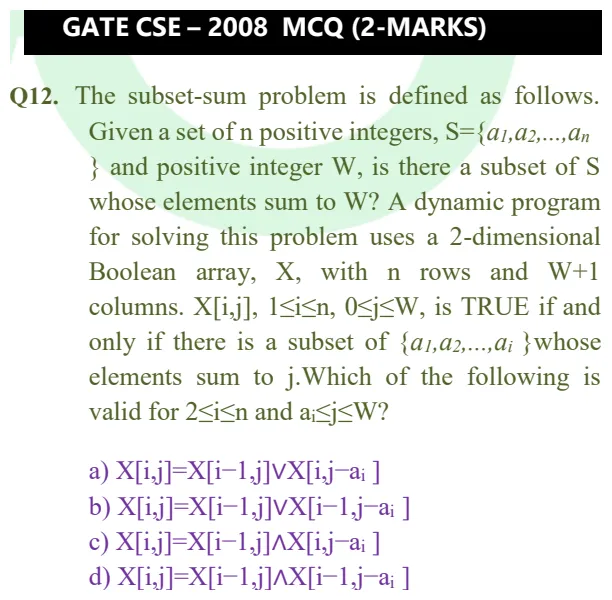 GATE CSE – 2008 MCQ (2-MARKS)
Q12. The subset-sum problem is defined as follows.
Given a set of n positive integers, S={a₁,a₂,...,aₙ
} and positive integer W, is there a subset of S
whose elements sum to W? A dynamic program
for solving this problem uses a 2-dimensional
Boolean array, X, with n rows and W+1
columns. X[i,j], 1≤i≤n, 0≤j≤W, is TRUE if and
only if there is a subset of {a₁,a₂,...,aᵢ }whose
elements sum to j.Which of the following is
valid for 2≤i≤n and aᵢ≤j≤W?
a) X[i,j]=X[i−1,j]∨X[i,j−aᵢ ]
b) X[i,j]=X[i−1,j]∨X[i−1,j−aᵢ ]
c) X[i,j]=X[i−1,j]∧X[i,j−aᵢ ]
d) X[i,j]=X[i−1,j]∧X[i−1,j−aᵢ ]